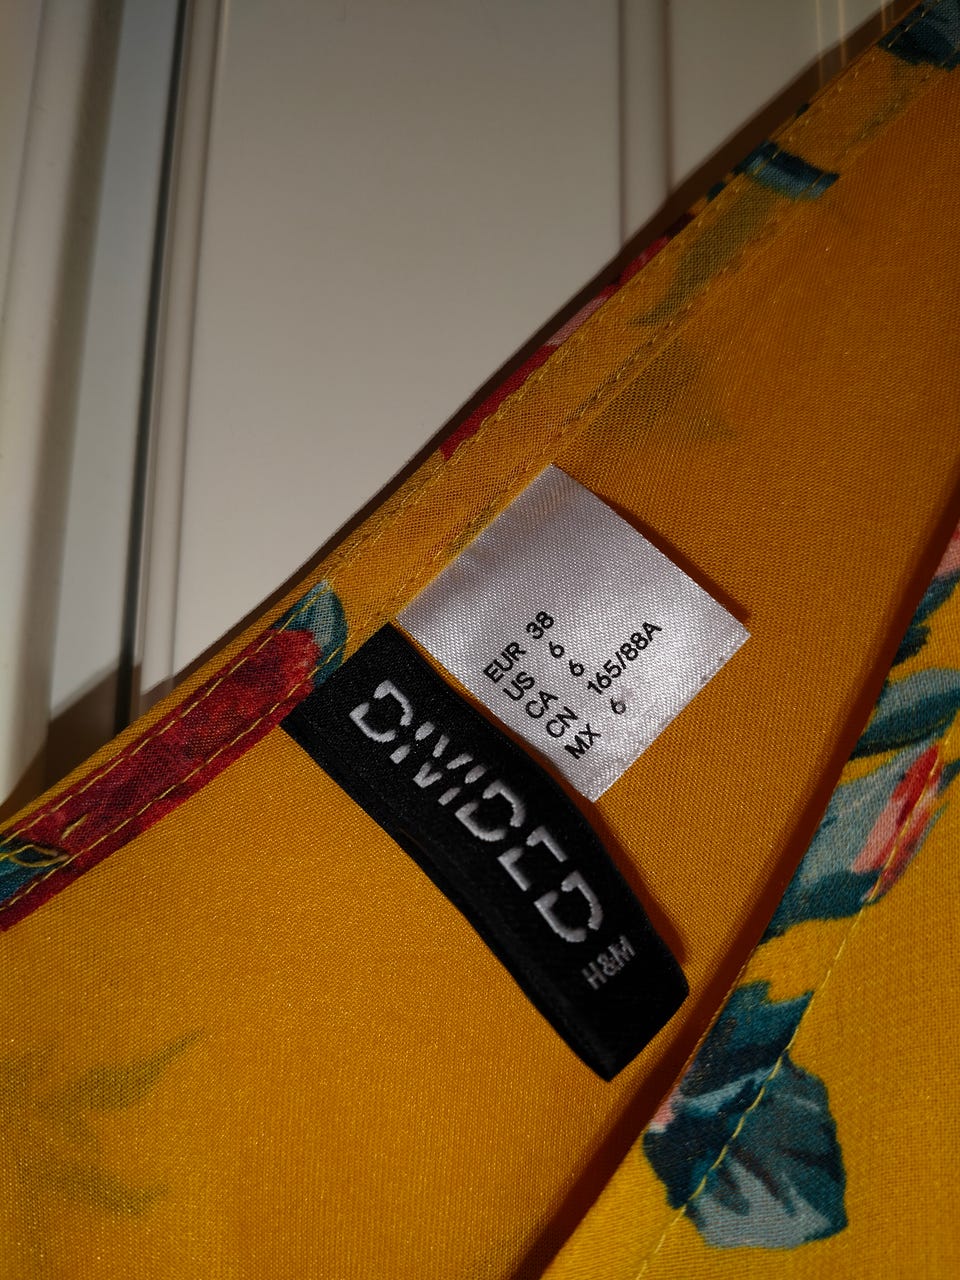 EUR 38
US 6
CA 6
CN 165/88A
MX 6
DIVIDED
H&M